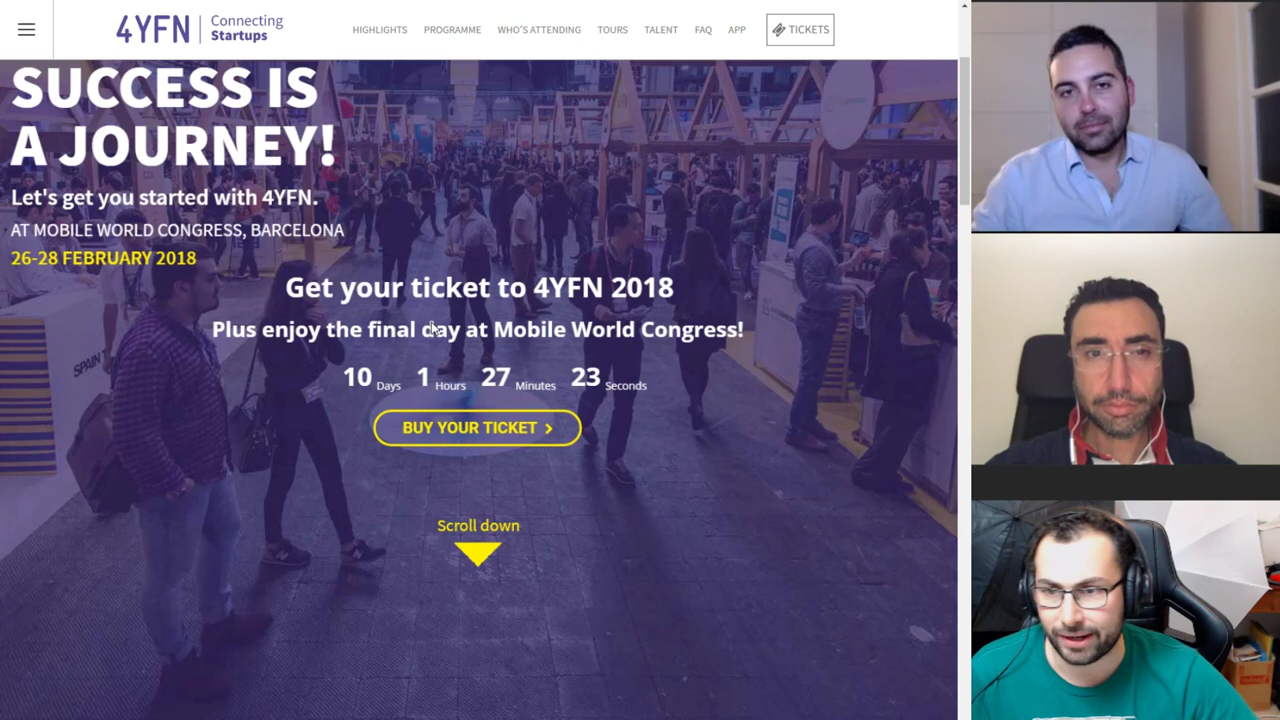 4YFN
Connecting
Startups
HIGHLIGHTS
PROGRAMME
WHO'S ATTENDING
TOURS
TALENT
FAQ
APP
TICKETS
SUCCESS IS
A JOURNEY!
Let's get you started with 4YFN.
AT MOBILE WORLD CONGRESS, BARCELONA
26-28 FEBRUARY 2018
Get your ticket to 4YFN 2018
Plus enjoy the final day at Mobile World Congress!
10 Days 1 Hours 27 Minutes 23 Seconds
BUY YOUR TICKET
Scroll down